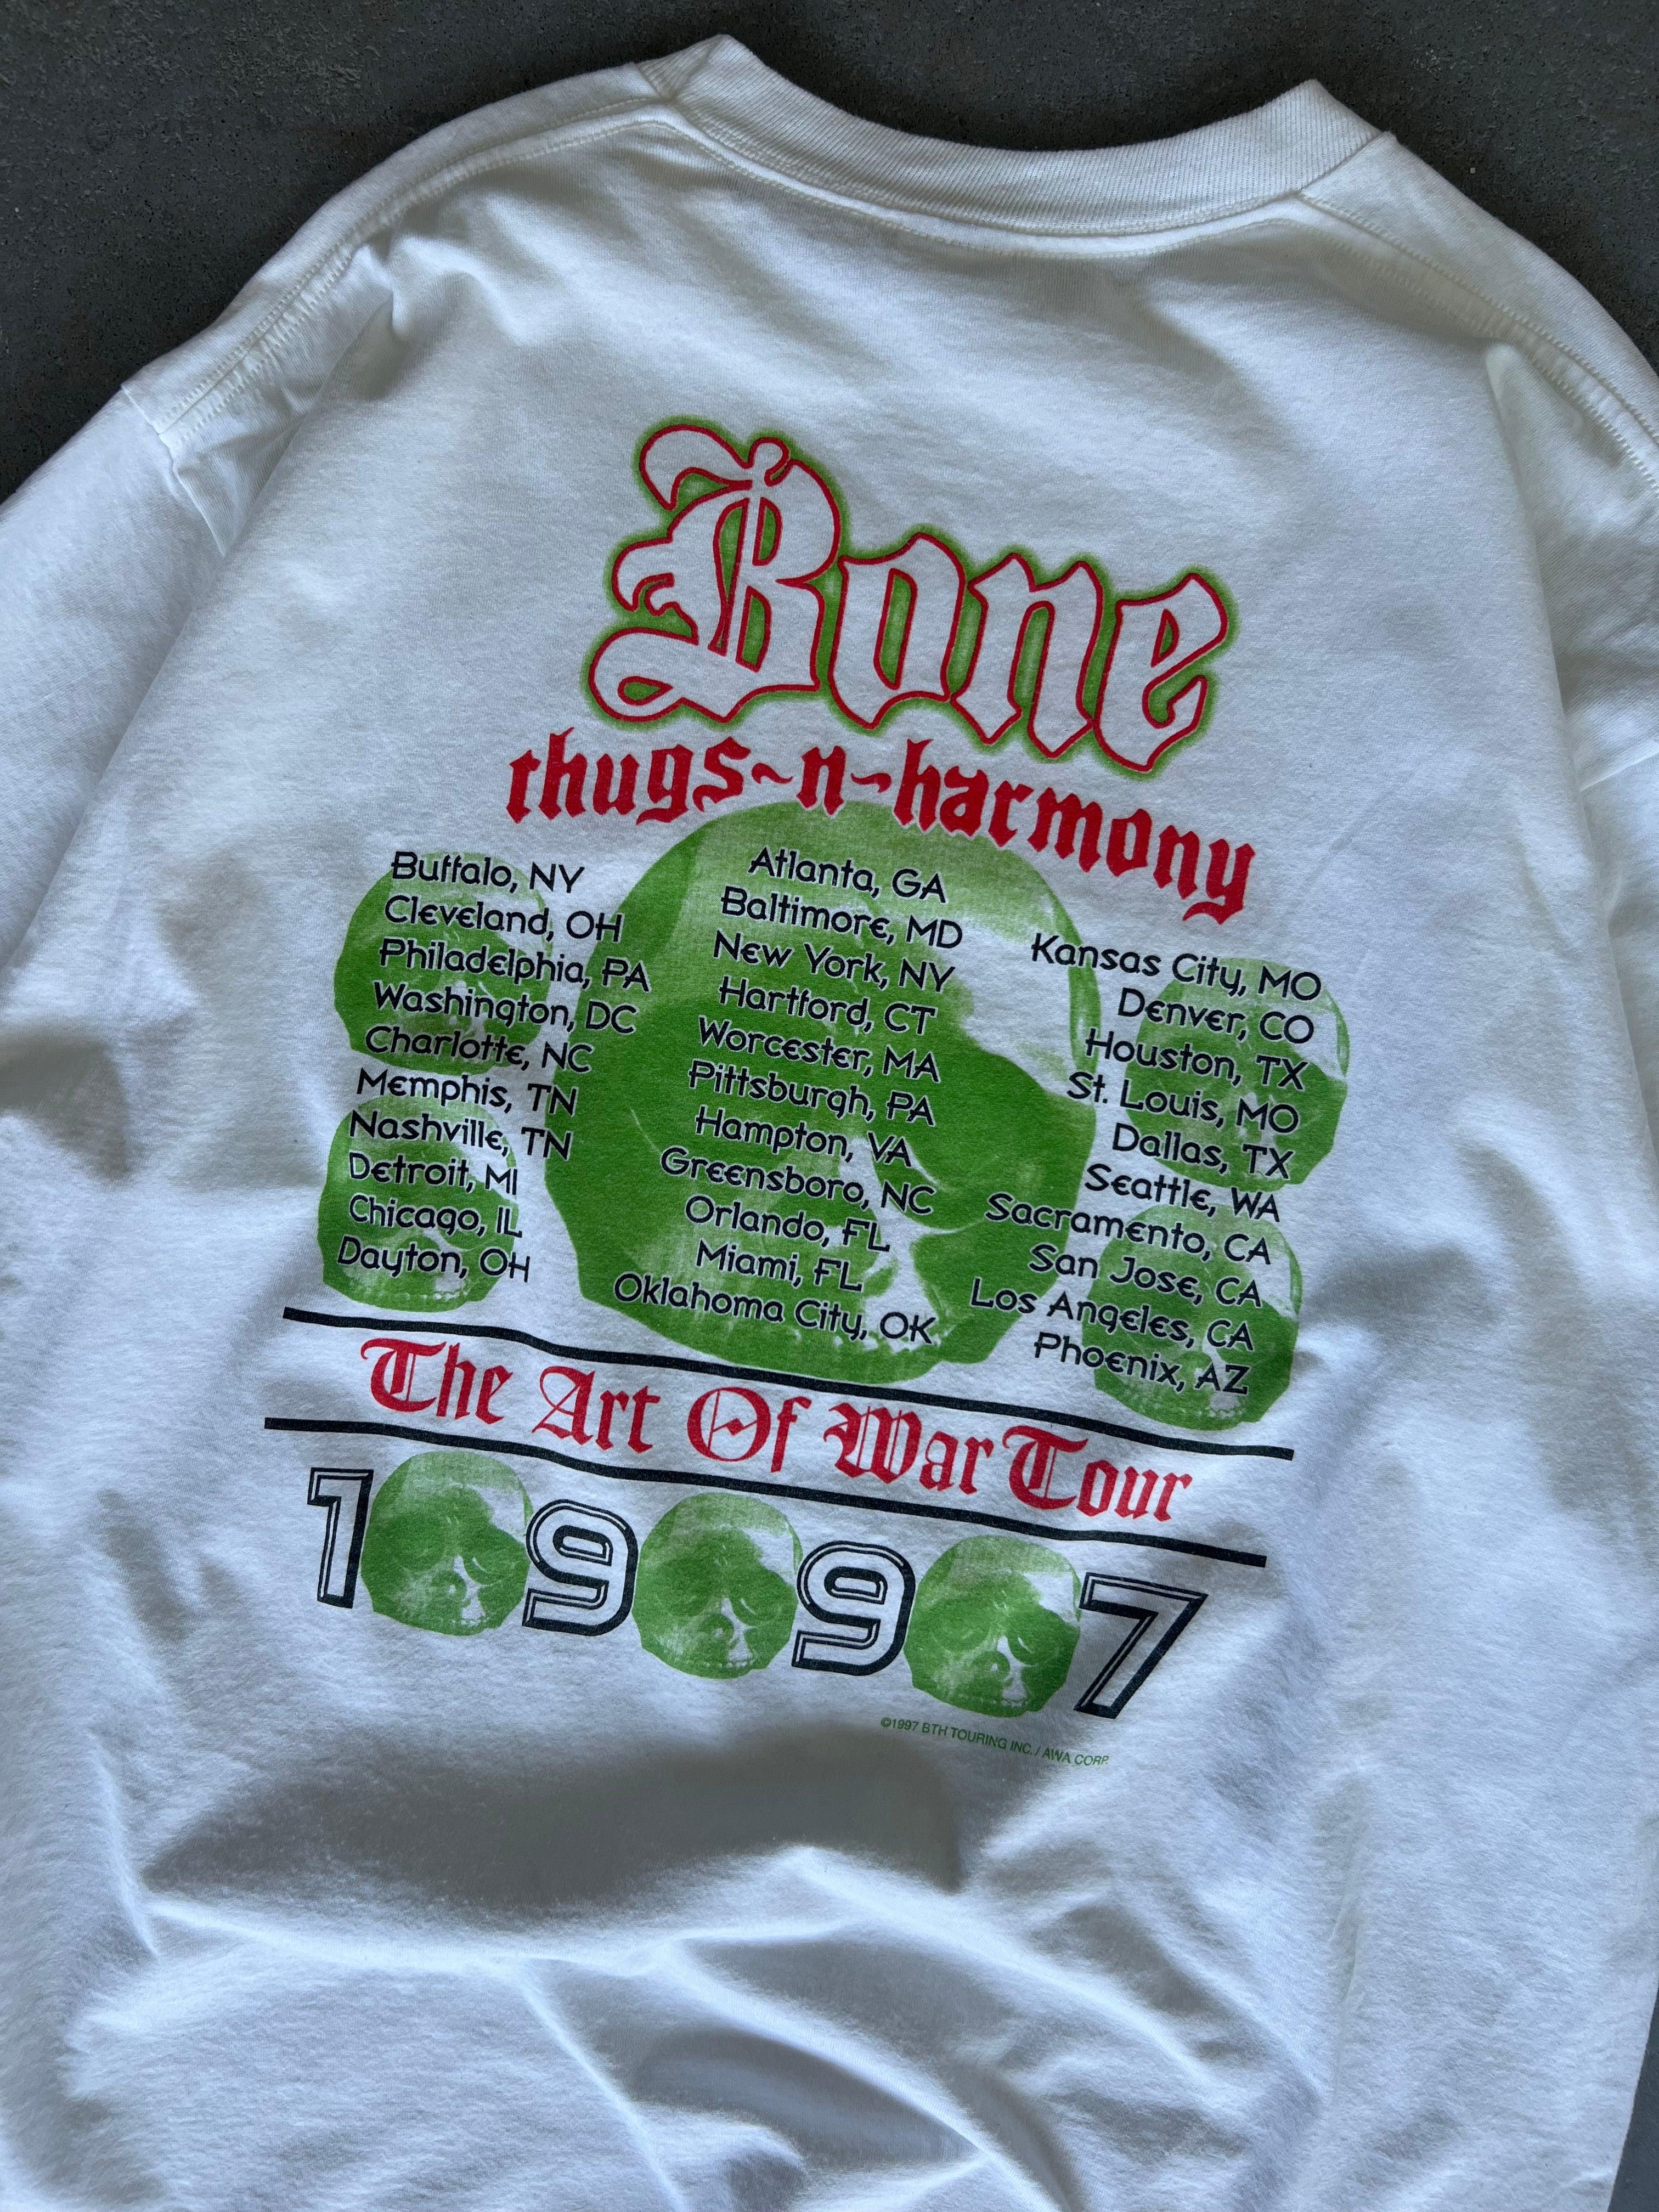 Bone
thugs~n~harmony
Buffalo, NY
Cleveland, OH
Philadelphia, PA
Washington, DC
Charlotte, NC
Memphis, TN
Nashville, TN
Detroit, MI
Chicago, IL
Dayton, OH
Atlanta, GA
Baltimore, MD
New York, NY
Hartford, CT
Worcester, MA
Pittsburgh, PA
Hampton, VA
Greensboro, NC
Orlando, FL
Miami, FL
Oklahoma City, OK
Kansas City, MO
Denver, CO
Houston, TX
St. Louis, MO
Dallas, TX
Seattle, WA
Sacramento, CA
San Jose, CA
Los Angeles, CA
Phoenix, AZ
The Art Of War Tour
1997
©1997 BTH TOURING INC. / AWA CORP.